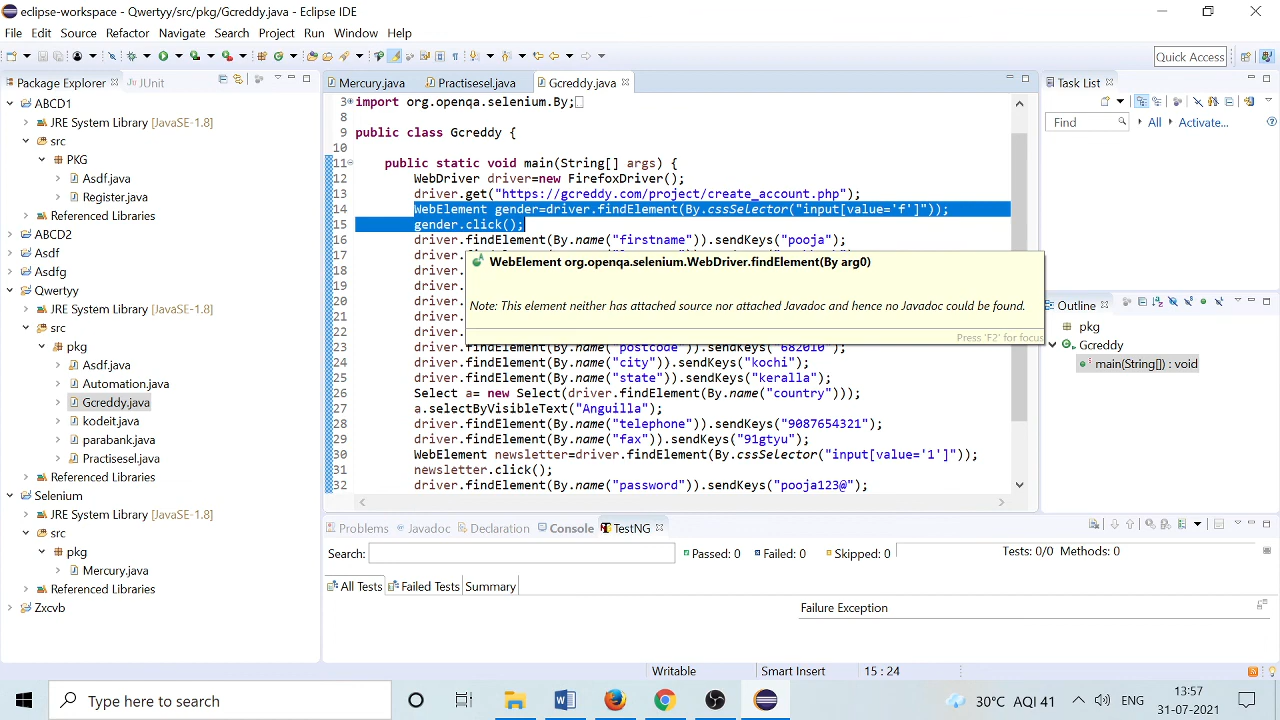 eclipse-workspace - Qwertyy/src/pkg/Gcreddy.java - Eclipse IDE
File Edit Source Refactor Navigate Search Project Run Window Help
Quick Access
Package Explorer JUnit
Mercury.java Practisesel.java Gcreddy.java
Task List
ABCD1
JRE System Library [JavaSE-1.8]
src
PKG
Asdf.java
Register.java
Referenced Libraries
ABCD2
Asdf
Asdfg
Qwertyy
JRE System Library [JavaSE-1.8]
src
pkg
Asdf.java
Automation.java
Gcreddy.java
kodeit.java
parabank.java
Practisesel.java
Referenced Libraries
Selenium
JRE System Library [JavaSE-1.8]
src
pkg
Mercury.java
Referenced Libraries
Zxcvb
3 import org.openqa.selenium.By;
8
9 public class Gcreddy {
10
11 public static void main(String[] args) {
12 WebDriver driver=new FirefoxDriver();
13 driver.get("https://gcreddy.com/project/create_account.php");
14 WebElement gender=driver.findElement(By.cssSelector("input[value='f']"));
15 gender.click();
16 driver.findElement(By.name("firstname")).sendKeys("pooja");
17 driver.
18 driver.
19 driver.
20 driver.
21 driver.
22 driver.
WebElement org.openqa.selenium.WebDriver.findElement(By arg0)
Note: This element neither has attached source nor attached Javadoc and hence no Javadoc could be found.
Press 'F2' for focus
23 driver.findElement(By.name("postcode")).sendKeys("682010");
24 driver.findElement(By.name("city")).sendKeys("kochi");
25 driver.findElement(By.name("state")).sendKeys("keralla");
26 Select a= new Select(driver.findElement(By.name("country")));
27 a.selectByVisibleText("Anguilla");
28 driver.findElement(By.name("telephone")).sendKeys("9087654321");
29 driver.findElement(By.name("fax")).sendKeys("91gtyu");
30 WebElement newsletter=driver.findElement(By.cssSelector("input[value='1']"));
31 newsletter.click();
32 driver.findElement(By.name("password")).sendKeys("pooja123@");
Find All Activate...
Outline
pkg
Gcreddy
main(String[]) : void
Problems Javadoc Declaration Console TestNG
Search: Passed: 0 Failed: 0 Skipped: 0 Tests: 0/0 Methods: 0
All Tests Failed Tests Summary
Failure Exception
Writable Smart Insert 15 : 24
Type here to search
30°C AQI 41 ENG
13:57
31-07-2021